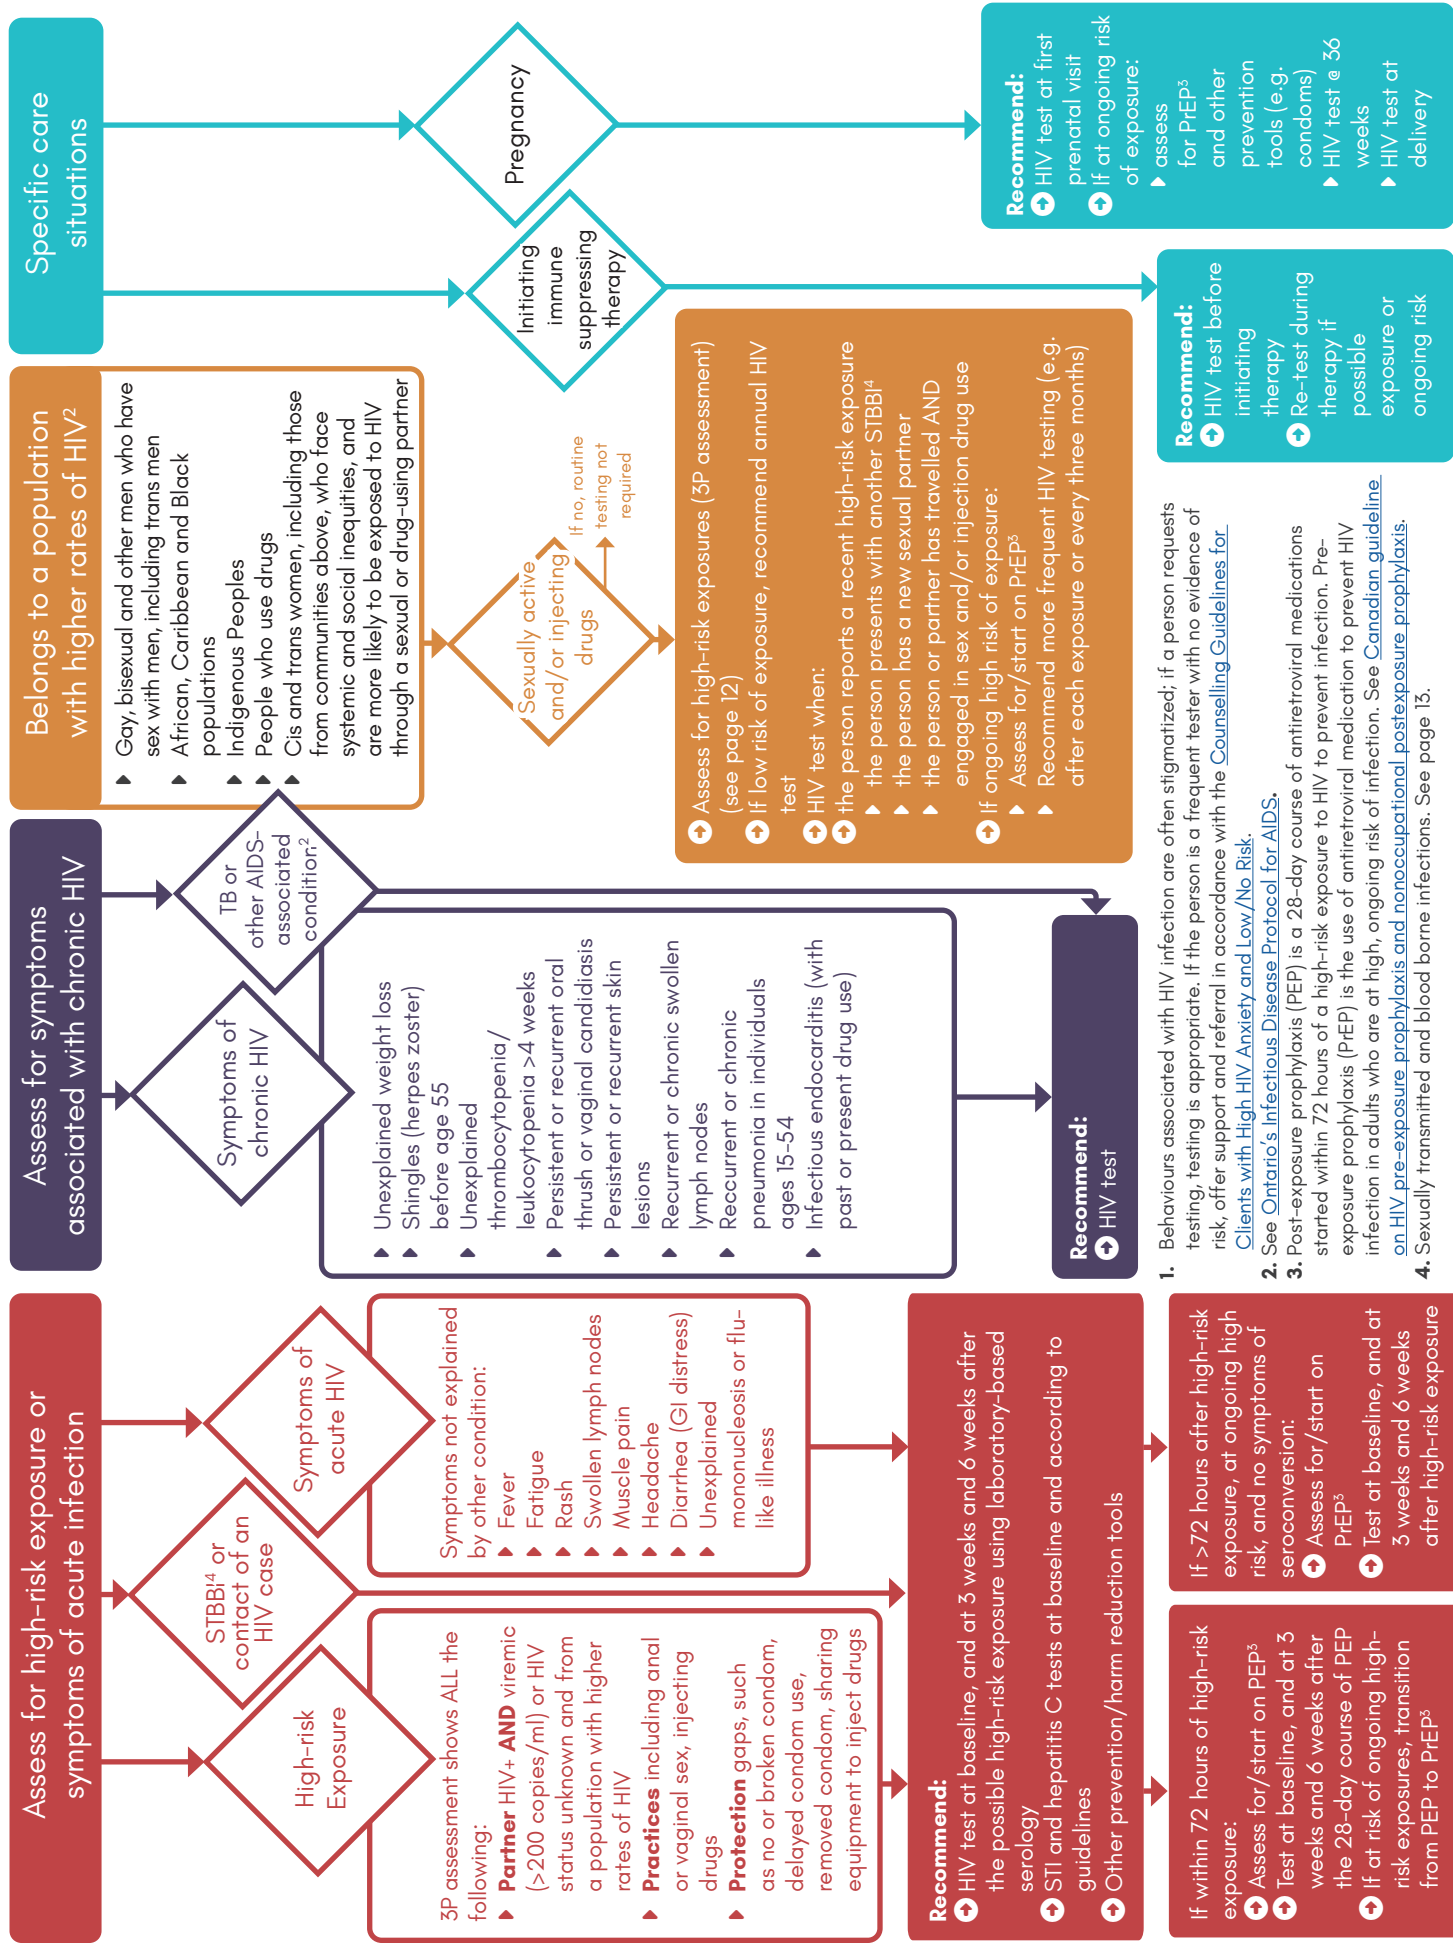 Assess for high-risk exposure or
symptoms of acute infection
High-risk
Exposure
STBBI⁴ or
contact of an
HIV case
Symptoms of
acute HIV
3P assessment shows ALL the
following:
Partner HIV+ AND viremic
(>200 copies/ml) or HIV
status unknown and from
a population with higher
rates of HIV
Practices including anal
or vaginal sex, injecting
drugs
Protection gaps, such
as no or broken condom,
delayed condom use,
removed condom, sharing
equipment to inject drugs
Symptoms not explained
by other condition:
Fever
Fatigue
Rash
Swollen lymph nodes
Muscle pain
Headache
Diarrhea (GI distress)
Unexplained
mononucleosis or flu-
like illness
Recommend:
HIV test at baseline, and at 3 weeks and 6 weeks after
the possible high-risk exposure using laboratory-based
serology
STI and hepatitis C tests at baseline and according to
guidelines
Other prevention/harm reduction tools
If within 72 hours of high-risk
exposure:
Assess for/start on PEP³
Test at baseline, and at 3
weeks and 6 weeks after
the 28-day course of PEP
If at risk of ongoing high-
risk exposures, transition
from PEP to PrEP³
If >72 hours after high-risk
exposure, at ongoing high
risk, and no symptoms of
seroconversion:
Assess for/start on
PrEP³
Test at baseline, and at
3 weeks and 6 weeks
after high-risk exposure
Assess for symptoms
associated with chronic HIV
Symptoms of
chronic HIV
TB or
other AIDS-
associated
condition²
Unexplained weight loss
Shingles (herpes zoster)
before age 55
Unexplained
thrombocytopenia/
leukocytopenia >4 weeks
Persistent or recurrent oral
thrush or vaginal candidiasis
Persistent or recurrent skin
lesions
Recurrent or chronic swollen
lymph nodes
Reccurrent or chronic
pneumonia in individuals
ages 15-54
Infectious endocarditis (with
past or present drug use)
Recommend:
HIV test
Belongs to a population
with higher rates of HIV²
Gay, bisexual and other men who have
sex with men, including trans men
African, Caribbean and Black
populations
Indigenous Peoples
People who use drugs
Cis and trans women, including those
from communities above, who face
systemic and social inequities, and
are more likely to be exposed to HIV
through a sexual or drug-using partner
Sexually active
and/or injecting
drugs
If no, routine
testing not
required
Assess for high-risk exposures (3P assessment)
(see page 12)
If low risk of exposure, recommend annual HIV
test
HIV test when:
the person reports a recent high-risk exposure
the person presents with another STBBI⁴
the person has a new sexual partner
the person or partner has travelled AND
engaged in sex and/or injection drug use
If ongoing high risk of exposure:
Assess for/start on PrEP³
Recommend more frequent HIV testing (e.g.
after each exposure or every three months)
Specific care
situations
Initiating
immune
suppressing
therapy
Pregnancy
Recommend:
HIV test before
initiating
therapy
Re-test during
therapy if
possible
exposure or
ongoing risk
Recommend:
HIV test at first
prenatal visit
If at ongoing risk
of exposure:
assess
for PrEP³
and other
prevention
tools (e.g.
condoms)
HIV test @ 36
weeks
HIV test at
delivery
1. Behaviours associated with HIV infection are often stigmatized; if a person requests
testing, testing is appropriate. If the person is a frequent tester with no evidence of
risk, offer support and referral in accordance with the Counselling Guidelines for
Clients with High HIV Anxiety and Low/No Risk.
2. See Ontario's Infectious Disease Protocol for AIDS.
3. Post-exposure prophylaxis (PEP) is a 28-day course of antiretroviral medications
started within 72 hours of a high-risk exposure to HIV to prevent infection. Pre-
exposure prophylaxis (PrEP) is the use of antiretroviral medication to prevent HIV
infection in adults who are at high, ongoing risk of infection. See Canadian guideline
on HIV pre-exposure prophylaxis and nonoccupational postexposure prophylaxis.
4. Sexually transmitted and blood borne infections. See page 13.